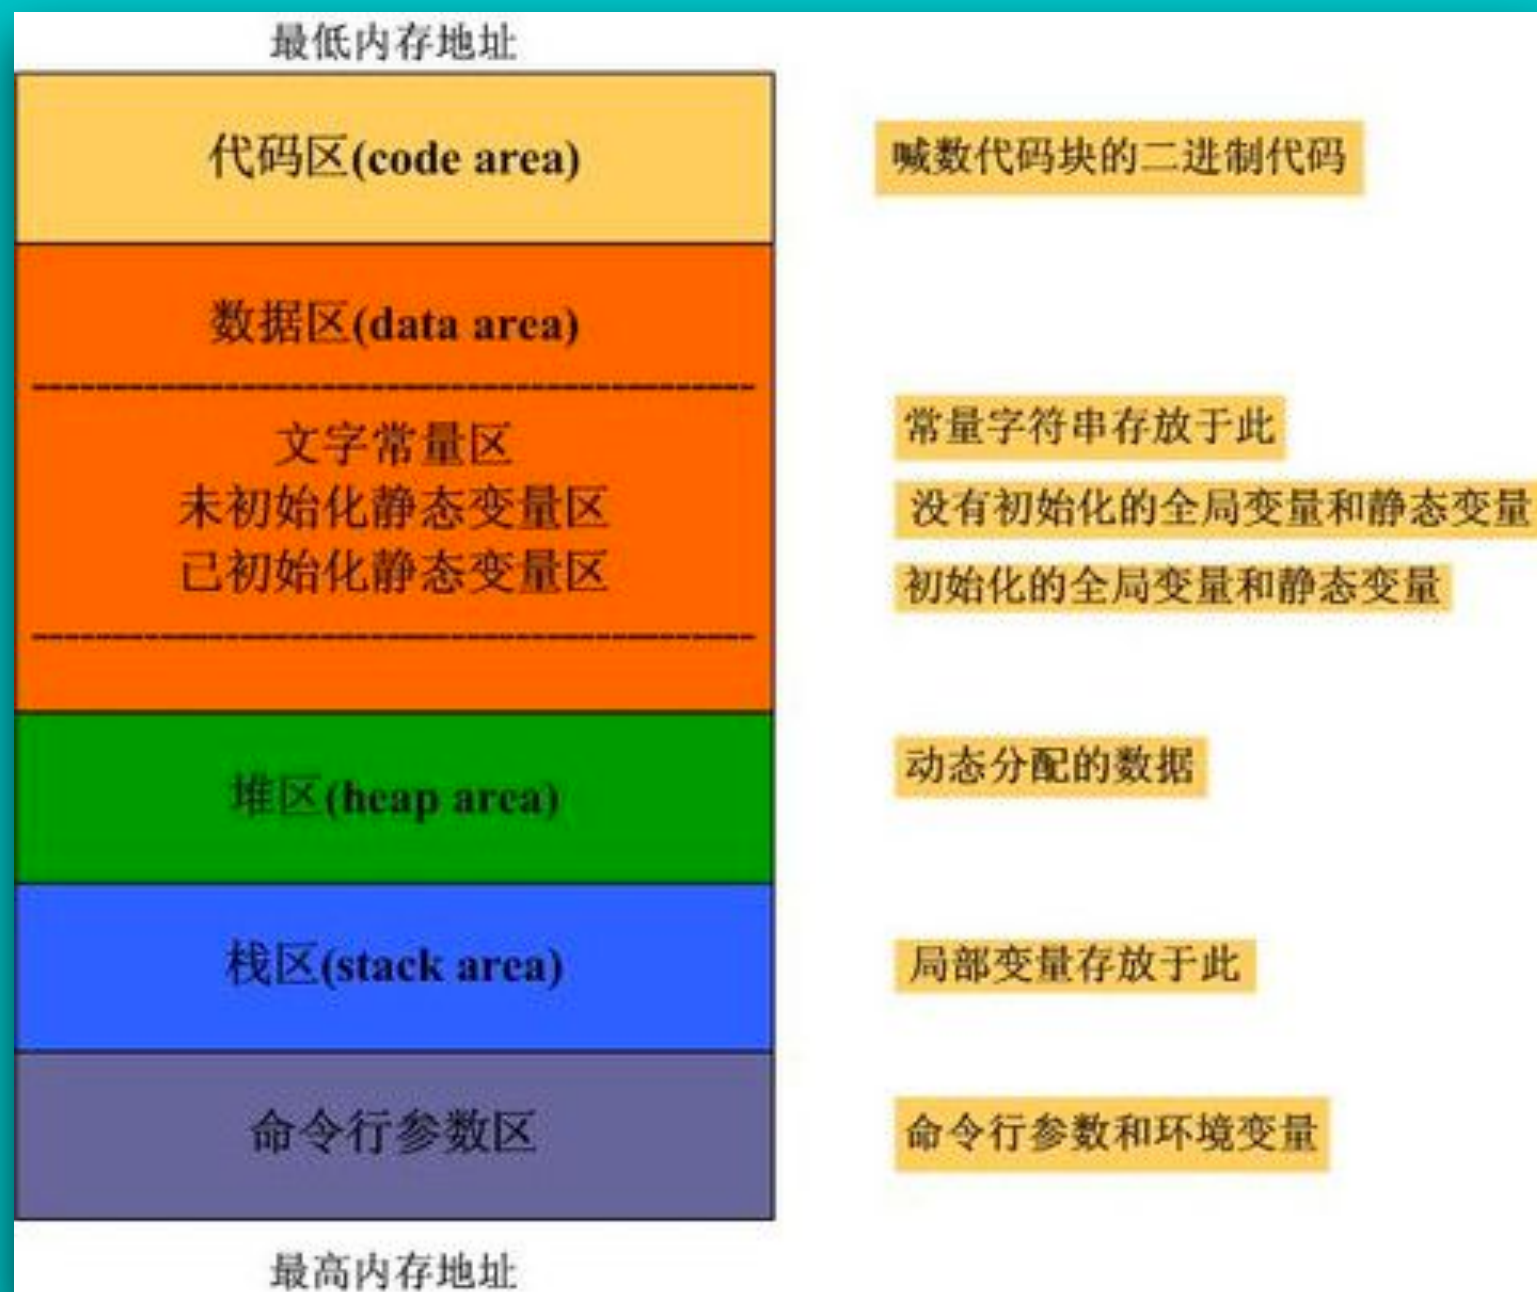 最低内存地址
代码区(code area)
喊数代码块的二进制代码
数据区(data area)
文字常量区
常量字符串存放于此
未初始化静态变量区
没有初始化的全局变量和静态变量
已初始化静态变量区
初始化的全局变量和静态变量
堆区(heap area)
动态分配的数据
栈区(stack area)
局部变量存放于此
命令行参数区
命令行参数和环境变量
最高内存地址